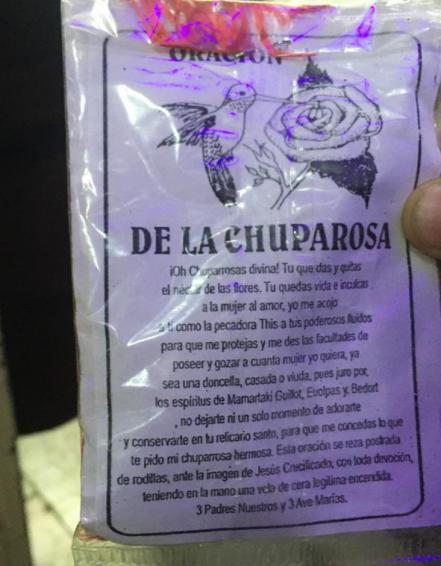 ORACION
DE LA CHUPAROSA
¡Oh Chuparrosas divina! Tu que das y quitas
el néctar de las flores. Tu quedas vida e inculcas
a la mujer al amor, yo me acojo
a ti como la pecadora This a tus poderosos fluidos
para que me protejas y me des las facultades de
poseer y gozar a cuanta mujer yo quiera, ya
sea una doncella, casada o viuda, pues juro por,
los espíritus de Mamartaki Guillot, Euolpas y. Bedort
, no dejarte ni un solo momento de adorarte
y conservarte en tu relicario santo, para que me concedas lo que
te pido mi chuparrosa hermosa. Esta oración se reza postrada
de rodillas, ante la imagen de Jesús Crucificado, con toda devoción,
teniendo en la mano una vela de cera legítima encendida.
3 Padres Nuestros y 3 Ave Marías.